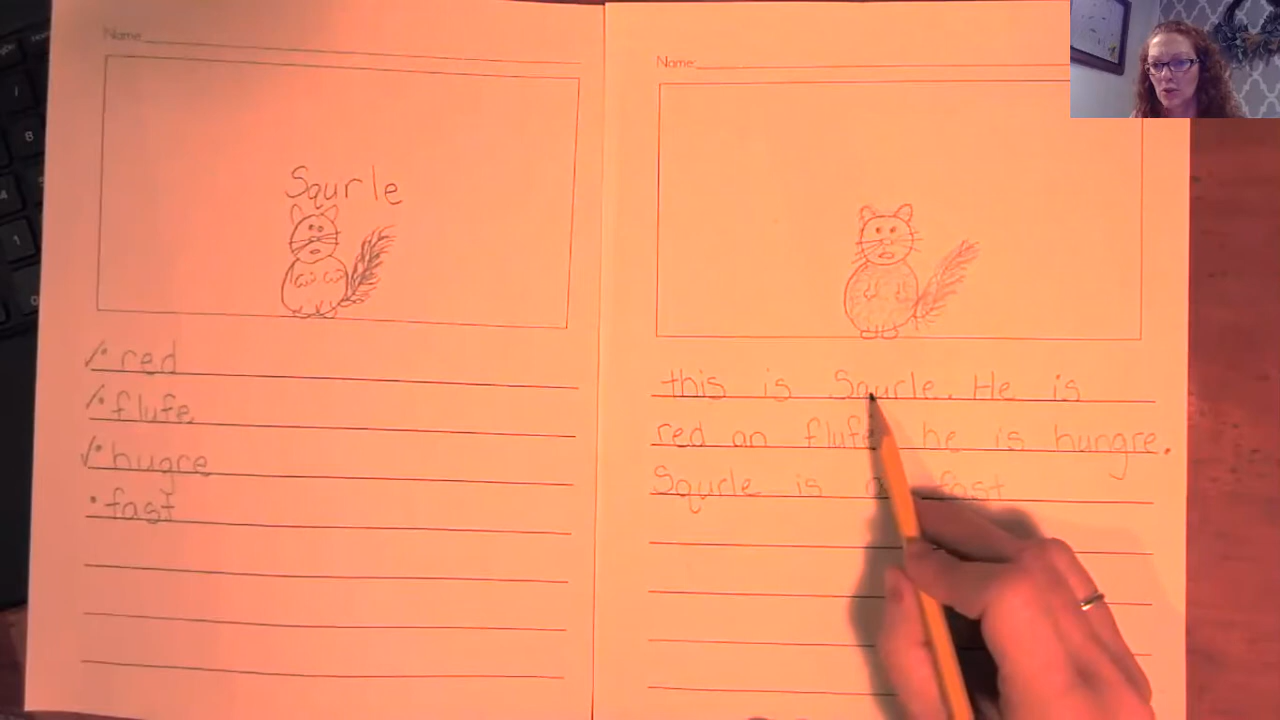 Name
Squrle
red
flufe
hugre
fast
Name:
this is Squrle. He is
red an flufe he is hungre.
Squrle is a fast